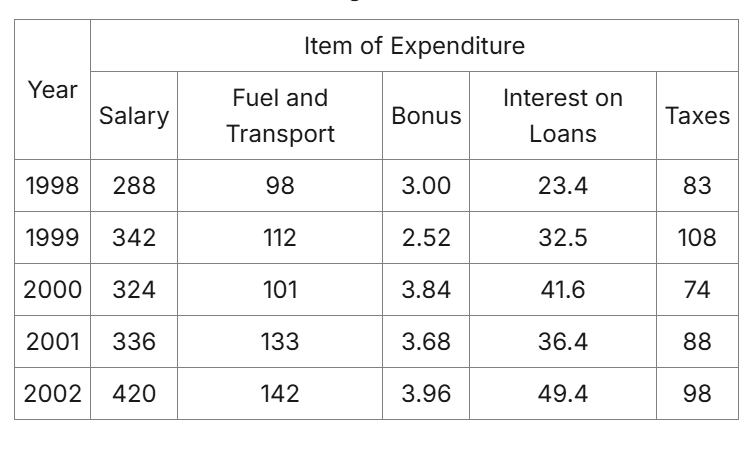 Item of Expenditure
Year
Salary
Fuel and
Transport
Bonus
Interest on
Loans
Taxes
1998 288 98 3.00 23.4 83
1999 342 112 2.52 32.5 108
2000 324 101 3.84 41.6 74
2001 336 133 3.68 36.4 88
2002 420 142 3.96 49.4 98